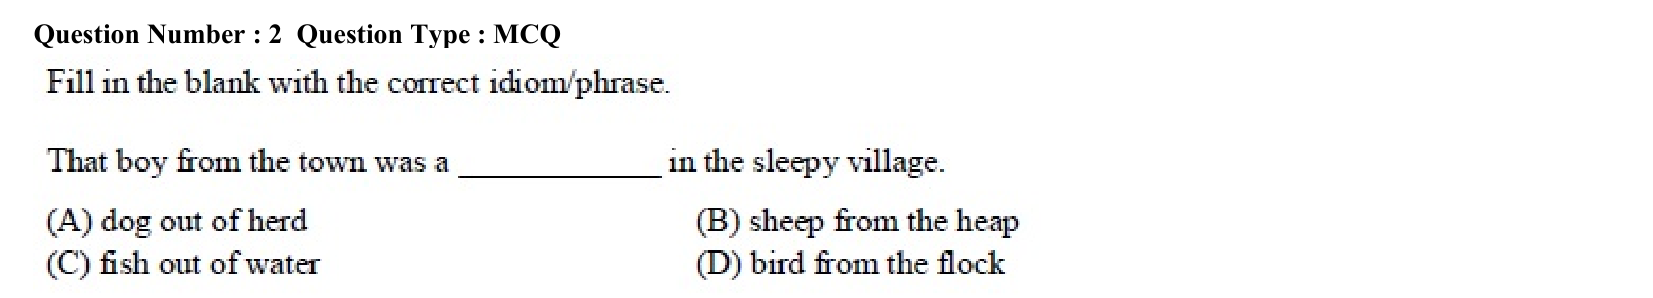 Question Number : 2 Question Type : MCQ
Fill in the blank with the correct idiom/phrase.
That boy from the town was a ____________ in the sleepy village.
(A) dog out of herd (B) sheep from the heap
(C) fish out of water (D) bird from the flock